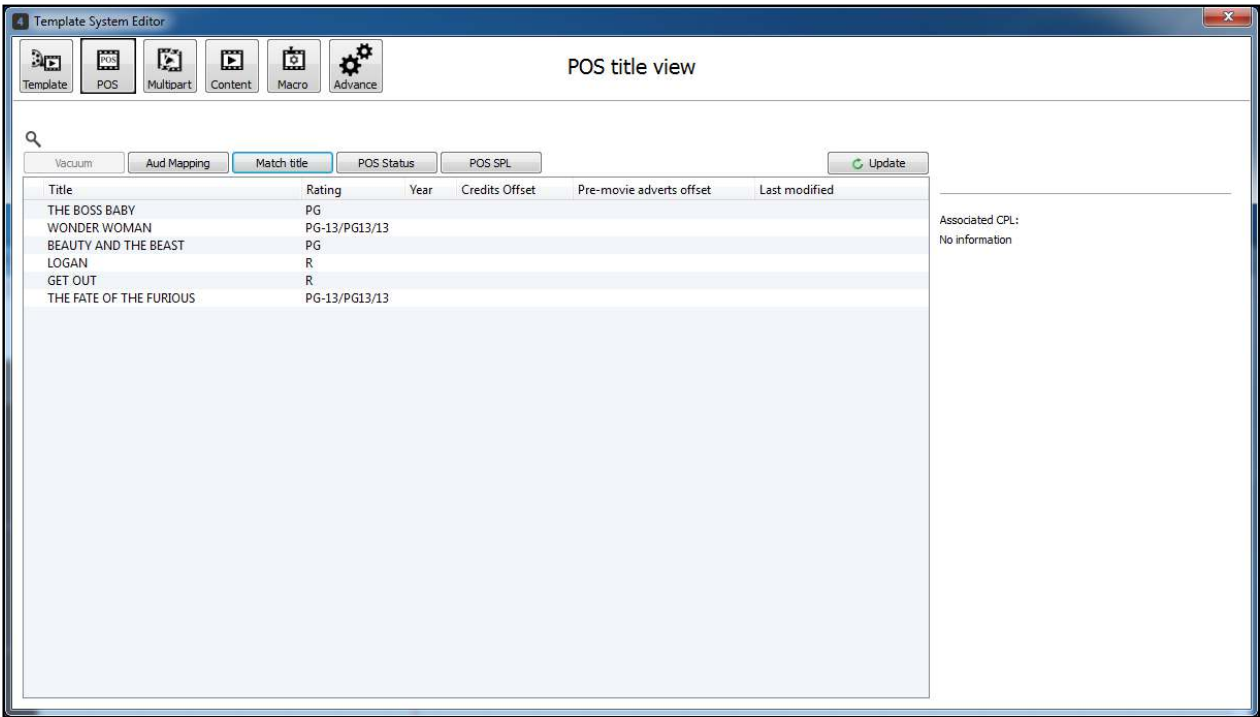 4 Template System Editor
Template POS Multipart Content Macro Advance
POS
POS title view
Vacuum Aud Mapping Match title POS Status POS SPL Update
Title Rating Year Credits Offset Pre-movie adverts offset Last modified
THE BOSS BABY PG
WONDER WOMAN PG-13/PG13/13
BEAUTY AND THE BEAST PG
LOGAN R
GET OUT R
THE FATE OF THE FURIOUS PG-13/PG13/13
Associated CPL:
No information